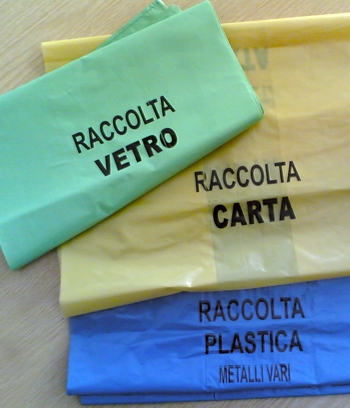 RACCOLTA
VETRO
RACCOLTA
CARTA
RACCOLTA
PLASTICA
METALLI VARI